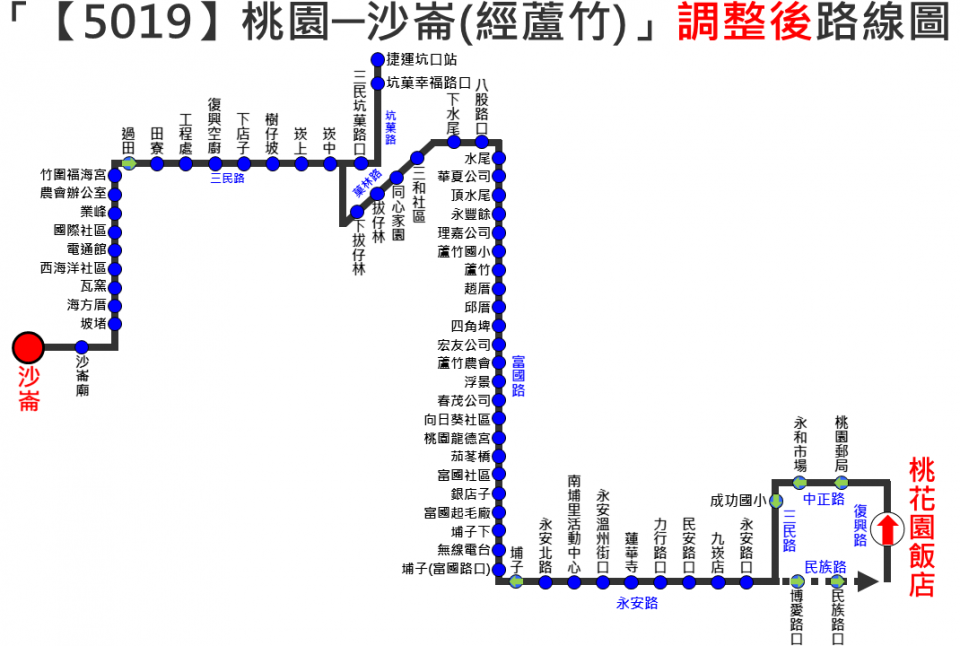 「【5019】桃園─沙崙(經蘆竹)」調整後路線圖
捷運坑口站
坑菓幸福路口
坑菓路
三民坑菓路口
崁中
崁上
樹仔坡
下店子
復興空廚
工程處
田寮
過田
三民路
竹圍福海宮
農會辦公室
業峰
國際社區
電通館
西海洋社區
瓦窯
海方厝
坡堵
沙崙廟
沙崙
菓林路
下拔仔林
拔仔林
同心家園
三和社區
下水尾
八股路口
水尾
華夏公司
頂水尾
永豐餘
理嘉公司
蘆竹國小
蘆竹
趙厝
邱厝
四角埤
宏友公司
蘆竹農會
富國路
浮景
春茂公司
向日葵社區
桃園龍德宮
茄苳橋
富國社區
銀店子
富國起毛廠
埔子下
無線電台
埔子(富國路口)
埔子
永安北路
南埔里活動中心
永安溫州街口
蓮華寺
力行路口
民安路口
九崁店
永安路口
永安路
成功國小
三民路
永和市場
桃園郵局
中正路
復興路
民族路
博愛路口
民族路口
桃花園飯店